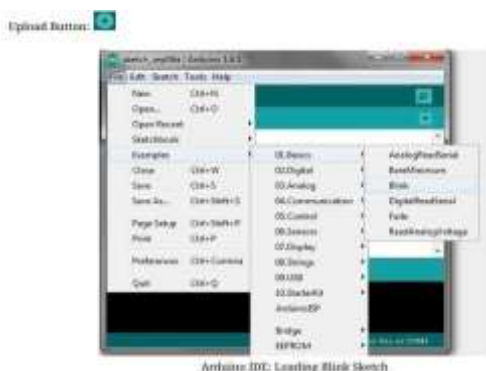 Upload Button:
Arduino 1.6.5
File Edit Sketch Tools Help
New Ctrl+N
Open... Ctrl+O
Open Recent
Sketchbook
Examples
Close Ctrl+W
Save Ctrl+S
Save As... Ctrl+Shift+S
Page Setup Ctrl+Shift+P
Print Ctrl+P
Preferences Ctrl+Comma
Quit Ctrl+Q
01.Basics
02.Digital
03.Analog
04.Communication
05.Control
06.Sensors
07.Display
08.Strings
09.USB
10.StarterKit
ArduinoISP
Bridge
EEPROM
AnalogReadSerial
BareMinimum
Blink
DigitalReadSerial
Fade
ReadAnalogVoltage
Arduino IDE: Loading Blink Sketch